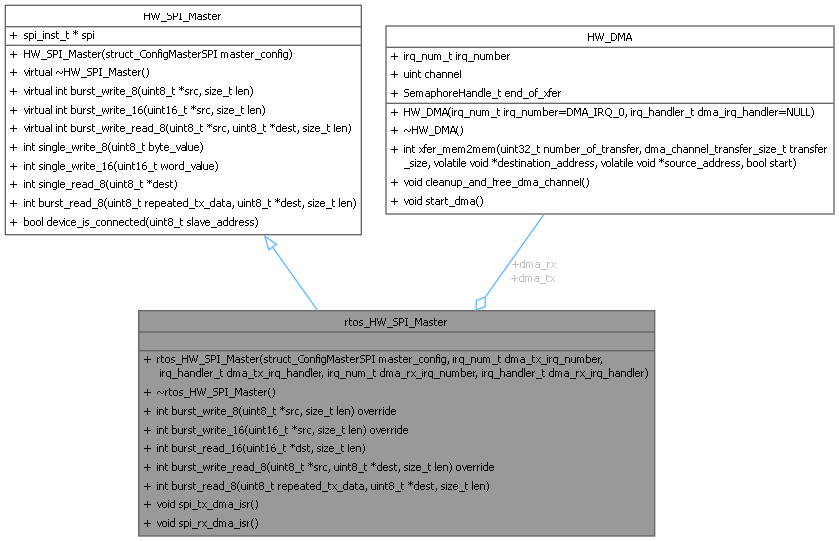 HW_SPI_Master
+ spi_inst_t * spi
+ HW_SPI_Master(struct_ConfigMasterSPI master_config)
+ virtual ~HW_SPI_Master()
+ virtual int burst_write_8(uint8_t *src, size_t len)
+ virtual int burst_write_16(uint16_t *src, size_t len)
+ virtual int burst_write_read_8(uint8_t *src, uint8_t *dest, size_t len)
+ int single_write_8(uint8_t byte_value)
+ int single_write_16(uint16_t word_value)
+ int single_read_8(uint8_t *dest)
+ int burst_read_8(uint8_t repeated_tx_data, uint8_t *dest, size_t len)
+ bool device_is_connected(uint8_t slave_address)
HW_DMA
+ irq_num_t irq_number
+ uint channel
+ SemaphoreHandle_t end_of_xfer
+ HW_DMA(irq_num_t irq_number=DMA_IRQ_0, irq_handler_t dma_irq_handler=NULL)
+ ~HW_DMA()
+ int xfer_mem2mem(uint32_t number_of_transfer, dma_channel_transfer_size_t transfer
_size, volatile void *destination_address, volatile void *source_address, bool start)
+ void cleanup_and_free_dma_channel()
+ void start_dma()
+dma_rx
+dma_tx
rtos_HW_SPI_Master
+ rtos_HW_SPI_Master(struct_ConfigMasterSPI master_config, irq_num_t dma_tx_irq_number,
irq_handler_t dma_tx_irq_handler, irq_num_t dma_rx_irq_number, irq_handler_t dma_rx_irq_handler)
+ ~rtos_HW_SPI_Master()
+ int burst_write_8(uint8_t *src, size_t len) override
+ int burst_write_16(uint16_t *src, size_t len) override
+ int burst_read_16(uint16_t *dst, size_t len)
+ int burst_write_read_8(uint8_t *src, uint8_t *dest, size_t len) override
+ int burst_read_8(uint8_t repeated_tx_data, uint8_t *dest, size_t len)
+ void spi_tx_dma_isr()
+ void spi_rx_dma_isr()